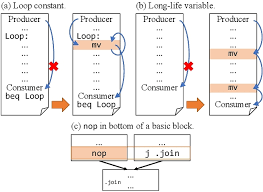 (a) Loop constant.
Producer
...
Loop:
...
...
...
Consumer
beq Loop
Producer
...
Loop:
mv
...
...
...
Consumer
beq Loop
(b) Long-life variable.
Producer
...
...
...
...
...
Consumer
...
Producer
...
mv
...
...
mv
...
Consumer
(c) nop in bottom of a basic block.
...
nop
...
j .join
...
.join ...